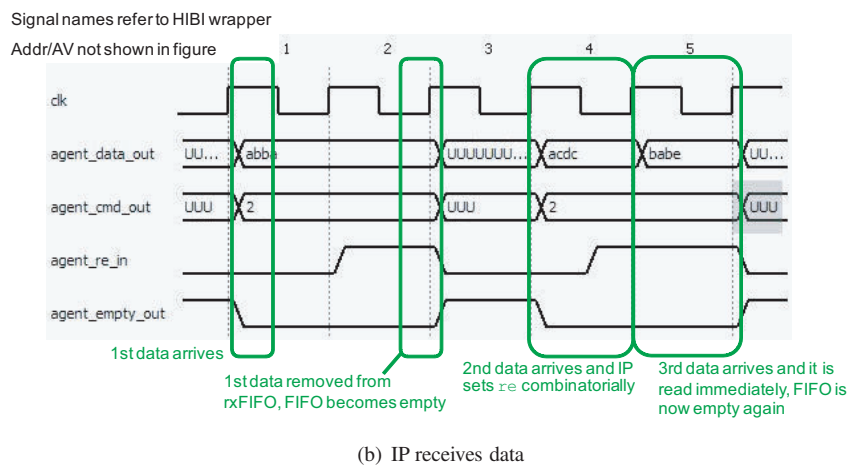 Signal names refer to HIBI wrapper
Addr/AV not shown in figure
1 2 3 4 5
clk
agent_data_out UU... abba UUUUUUU... acdc babe UU...
agent_cmd_out UUU 2 UUU 2 UUU
agent_re_in
agent_empty_out
1st data arrives
1st data removed from
rxFIFO, FIFO becomes empty
2nd data arrives and IP
sets re combinatorially
3rd data arrives and it is
read immediately, FIFO is
now empty again
(b) IP receives data